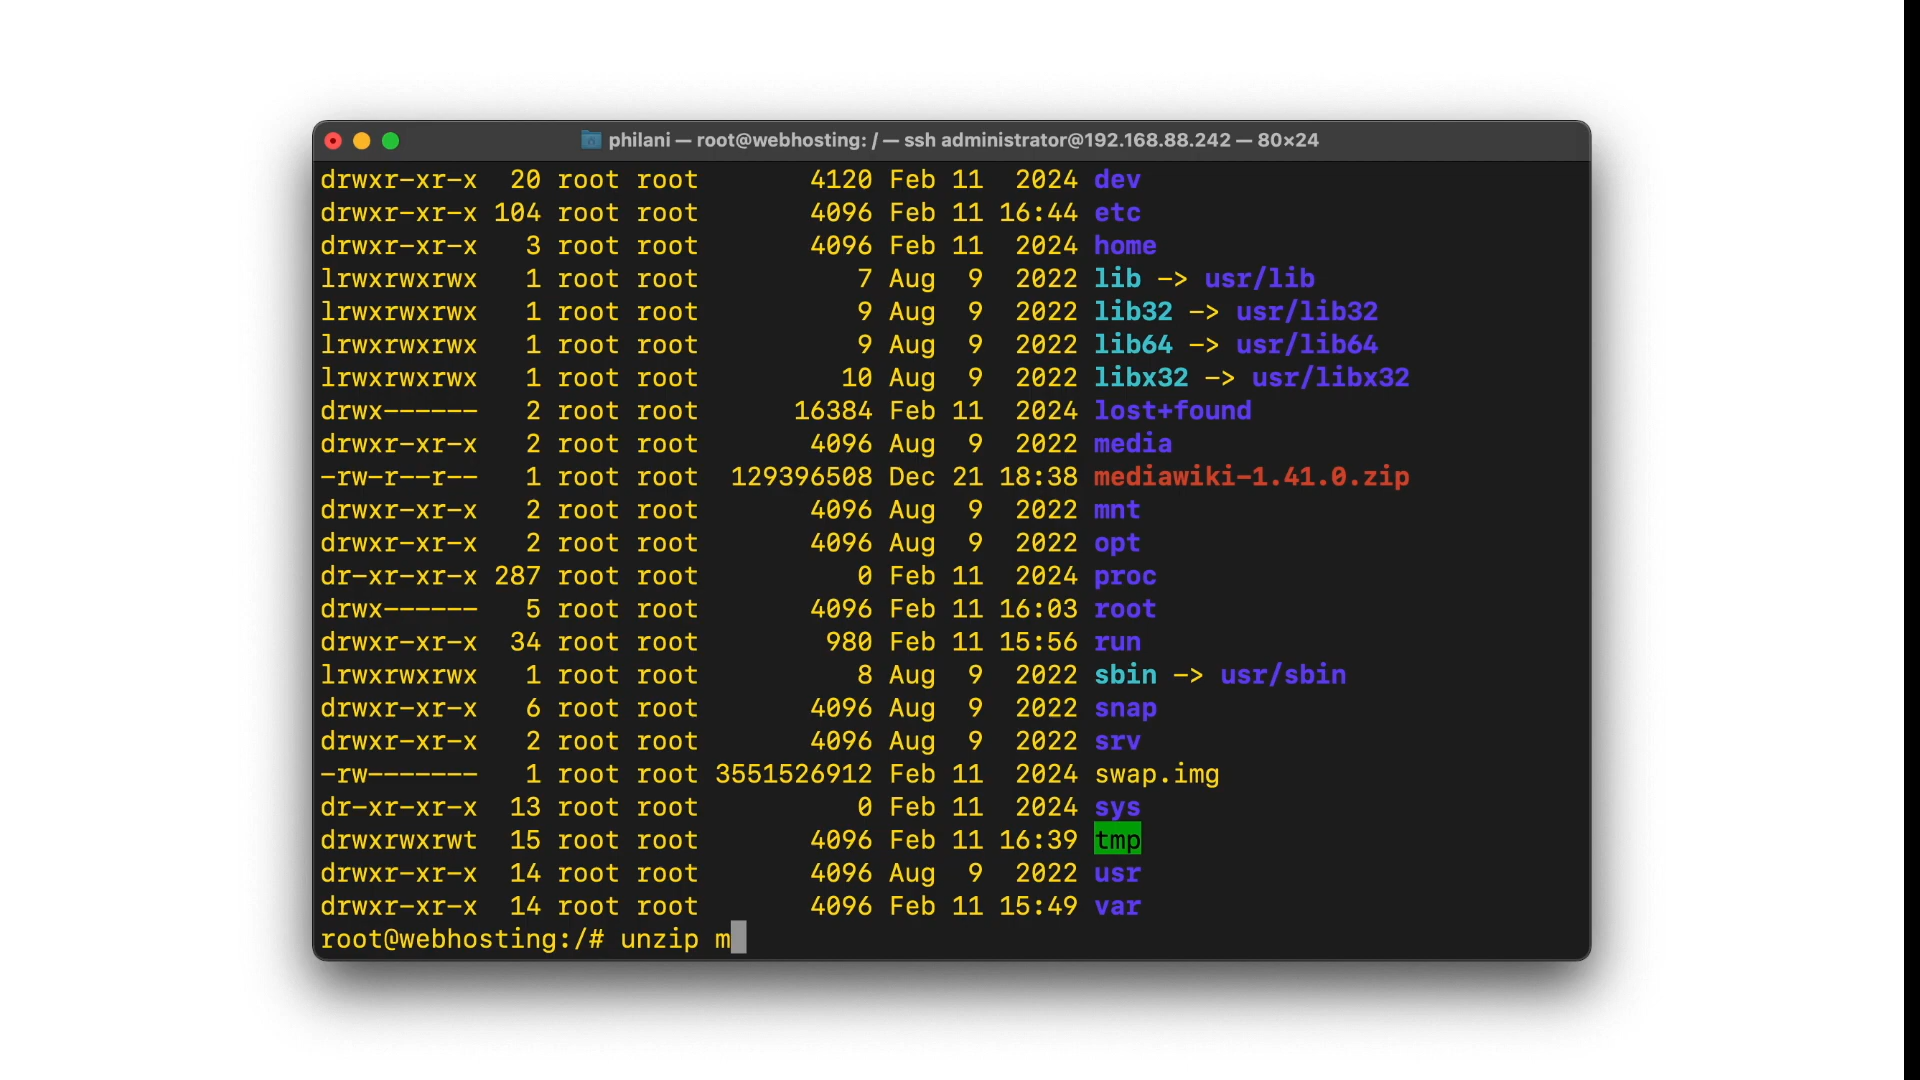 philani — root@webhosting: / — ssh administrator@192.168.88.242 — 80×24
drwxr-xr-x  20 root root       4120 Feb 11  2024 dev
drwxr-xr-x 104 root root       4096 Feb 11 16:44 etc
drwxr-xr-x   3 root root       4096 Feb 11  2024 home
lrwxrwxrwx   1 root root          7 Aug  9  2022 lib -> usr/lib
lrwxrwxrwx   1 root root          9 Aug  9  2022 lib32 -> usr/lib32
lrwxrwxrwx   1 root root          9 Aug  9  2022 lib64 -> usr/lib64
lrwxrwxrwx   1 root root         10 Aug  9  2022 libx32 -> usr/libx32
drwx------   2 root root      16384 Feb 11  2024 lost+found
drwxr-xr-x   2 root root       4096 Aug  9  2022 media
-rw-r--r--   1 root root  129396508 Dec 21 18:38 mediawiki-1.41.0.zip
drwxr-xr-x   2 root root       4096 Aug  9  2022 mnt
drwxr-xr-x   2 root root       4096 Aug  9  2022 opt
dr-xr-xr-x 287 root root          0 Feb 11  2024 proc
drwx------   5 root root       4096 Feb 11 16:03 root
drwxr-xr-x  34 root root        980 Feb 11 15:56 run
lrwxrwxrwx   1 root root          8 Aug  9  2022 sbin -> usr/sbin
drwxr-xr-x   6 root root       4096 Aug  9  2022 snap
drwxr-xr-x   2 root root       4096 Aug  9  2022 srv
-rw-------   1 root root 3551526912 Feb 11  2024 swap.img
dr-xr-xr-x  13 root root          0 Feb 11  2024 sys
drwxrwxrwt  15 root root       4096 Feb 11 16:39 tmp
drwxr-xr-x  14 root root       4096 Aug  9  2022 usr
drwxr-xr-x  14 root root       4096 Feb 11 15:49 var
root@webhosting:/# unzip m